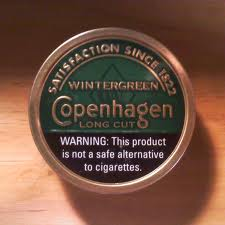 SATISFACTION SINCE 1822
WINTERGREEN
Copenhagen
LONG CUT
WARNING: This product
is not a safe alternative
to cigarettes.